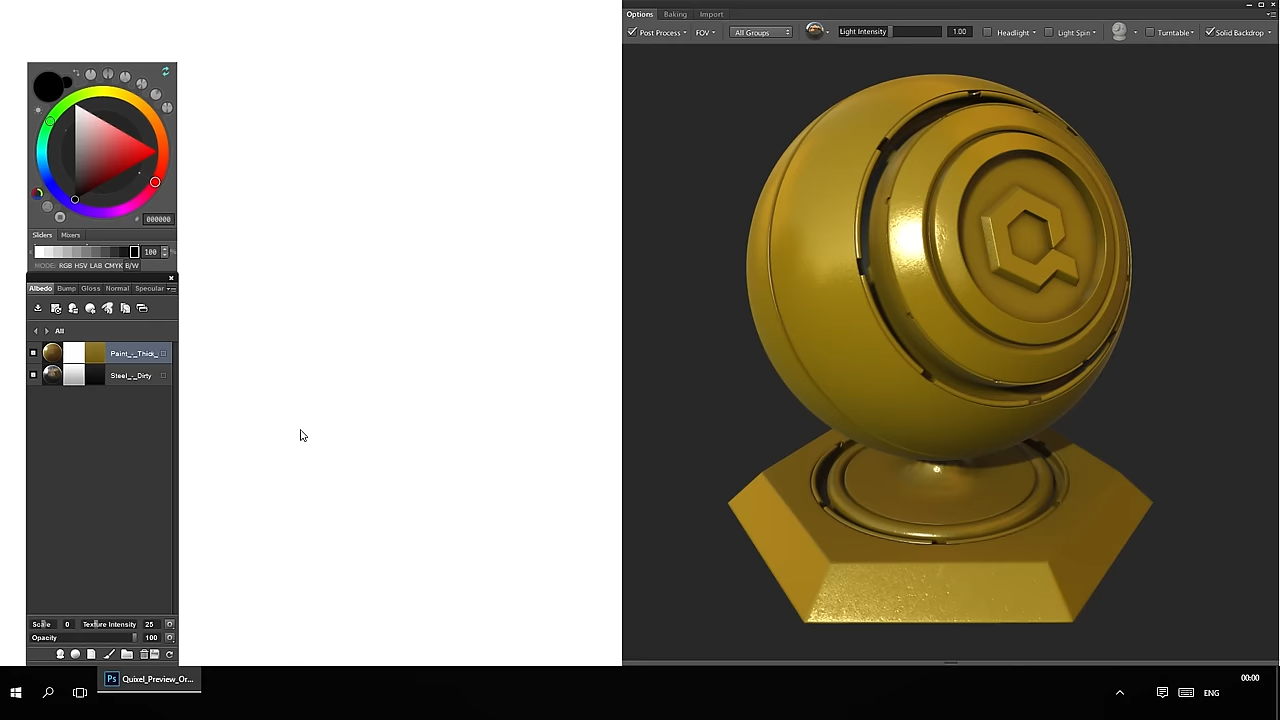 Options Baking Import
Post Process FOV All Groups Light Intensity 1.00 Headlight Light Spin Turntable Solid Backdrop
# 000000
Sliders Mixers
100 %
MODE: RGB HSV LAB CMYK B/W
Albedo Bump Gloss Normal Specular
All
Paint_-_Thick_
Steel_-_Dirty
Scale 0 Texture Intensity 25
Opacity 100
Ps Quixel_Preview_Or...
ENG
00:00